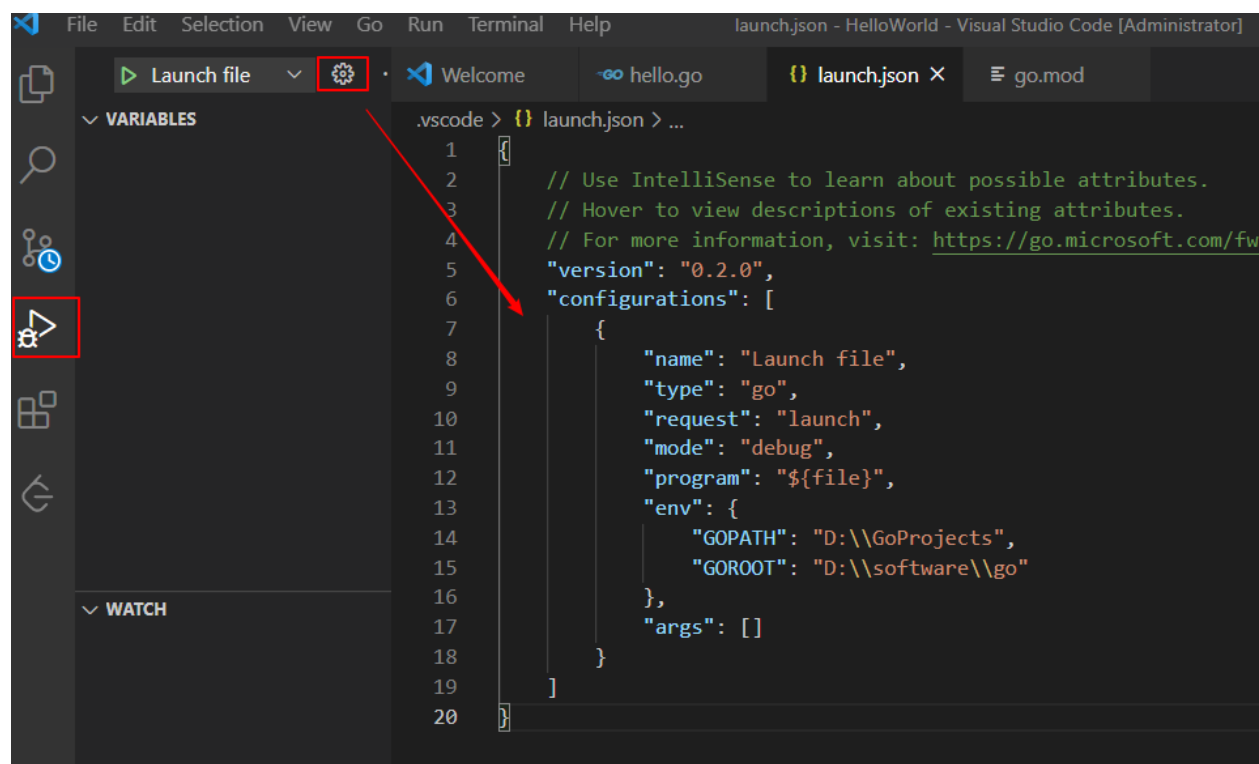 File Edit Selection View Go Run Terminal Help launch.json - HelloWorld - Visual Studio Code [Administrator]
Launch file
Welcome
GO hello.go
{} launch.json ×
go.mod
VARIABLES
.vscode > {} launch.json > ...
1 {
2 // Use IntelliSense to learn about possible attributes.
3 // Hover to view descriptions of existing attributes.
4 // For more information, visit: https://go.microsoft.com/fw
5 "version": "0.2.0",
6 "configurations": [
7 {
8 "name": "Launch file",
9 "type": "go",
10 "request": "launch",
11 "mode": "debug",
12 "program": "${file}",
13 "env": {
14 "GOPATH": "D:\\GoProjects",
15 "GOROOT": "D:\\software\\go"
16 },
17 "args": []
18 }
19 ]
20 }
WATCH